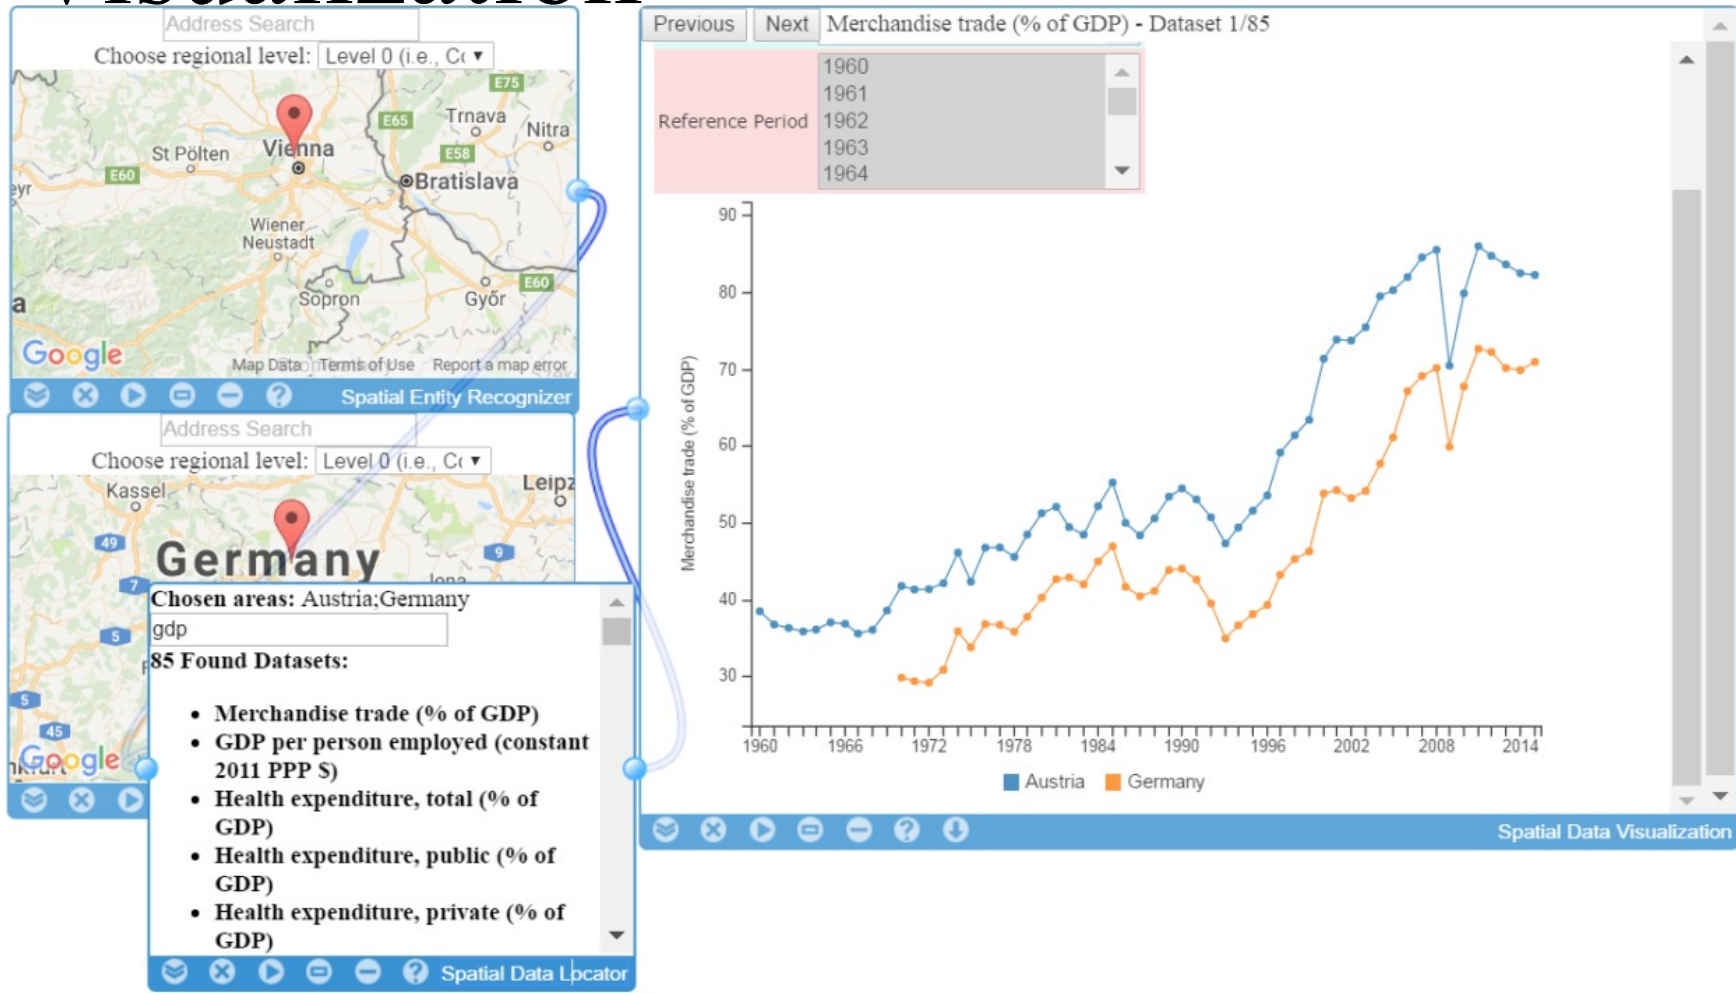 Visualization
Address Search
Choose regional level: Level 0 (i.e., Co
E75
E65
Trnava
Nitra
St Pölten
Vienna
E58
E60
eyr
Bratislava
Wiener
Neustadt
E60
Sopron
Győr
a
Google
Map Data
Terms of Use
Report a map error
Spatial Entity Recognizer
Address Search
Choose regional level: Level 0 (i.e., Co
Kassel
Leipz
49
Germany
9
7
Jena
5
5
45
Google
Chosen areas: Austria;Germany
gdp
85 Found Datasets:
• Merchandise trade (% of GDP)
• GDP per person employed (constant
2011 PPP $)
• Health expenditure, total (% of
GDP)
• Health expenditure, public (% of
GDP)
• Health expenditure, private (% of
GDP)
Spatial Data Locator
Previous Next Merchandise trade (% of GDP) - Dataset 1/85
Reference Period
1960
1961
1962
1963
1964
Merchandise trade (% of GDP)
90
80
70
60
50
40
30
1960 1966 1972 1978 1984 1990 1996 2002 2008 2014
Austria Germany
Spatial Data Visualization